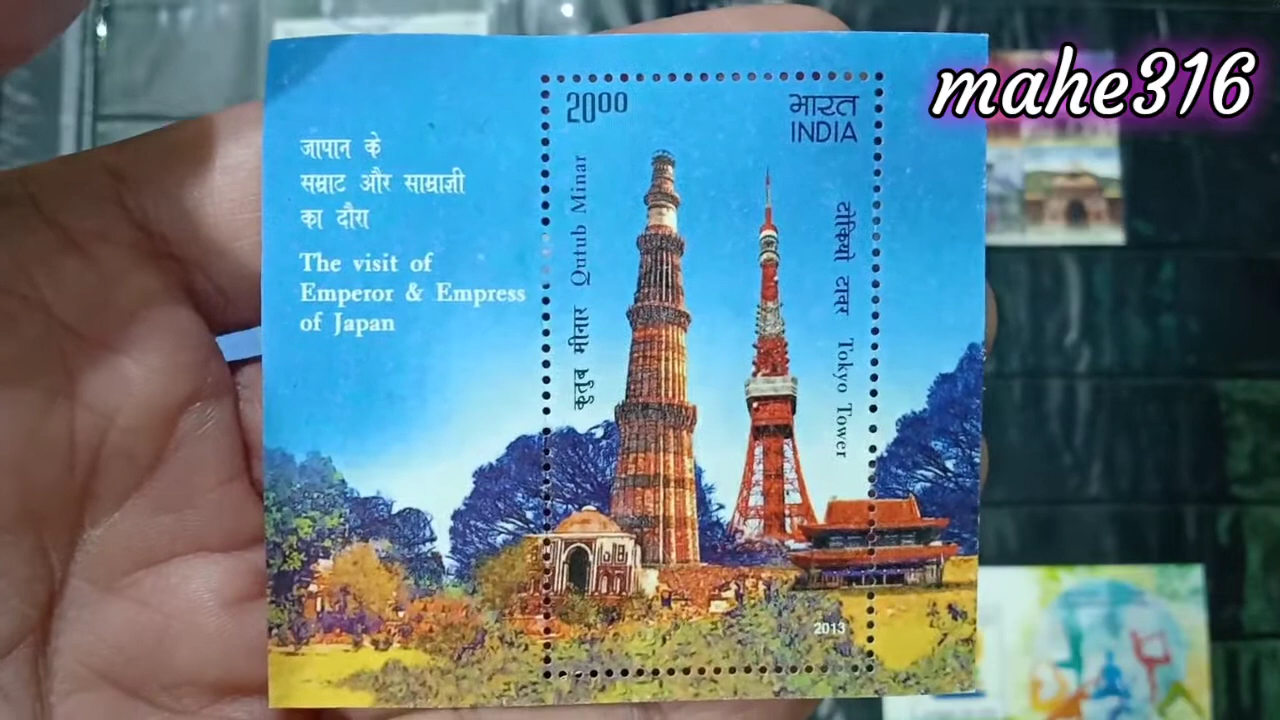 mahe316
2000
भारत
INDIA
जापान के
सम्राट और साम्राज्ञी
का दौरा
The visit of
Emperor & Empress
of Japan
कुतुब मीनार Qutub Minar
टोकियो टावर Tokyo Tower
2013